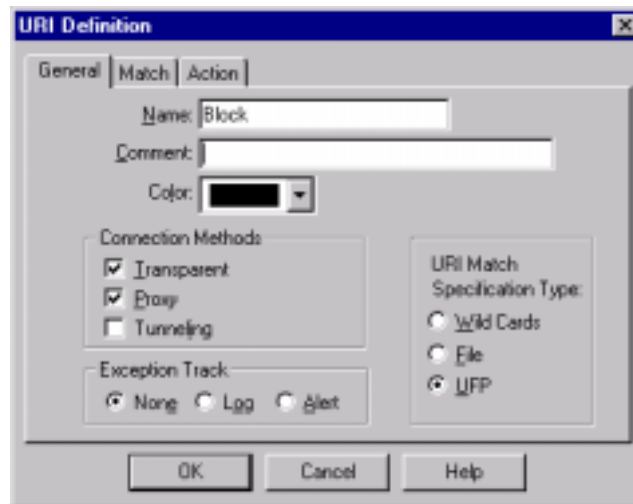 URI Definition
General Match Action
Name: Block
Comment:
Color:
Connection Methods
Transparent
Proxy
Tunneling
URI Match
Specification Type:
Wild Cards
File
UFP
Exception Track
None Log Alert
OK Cancel Help